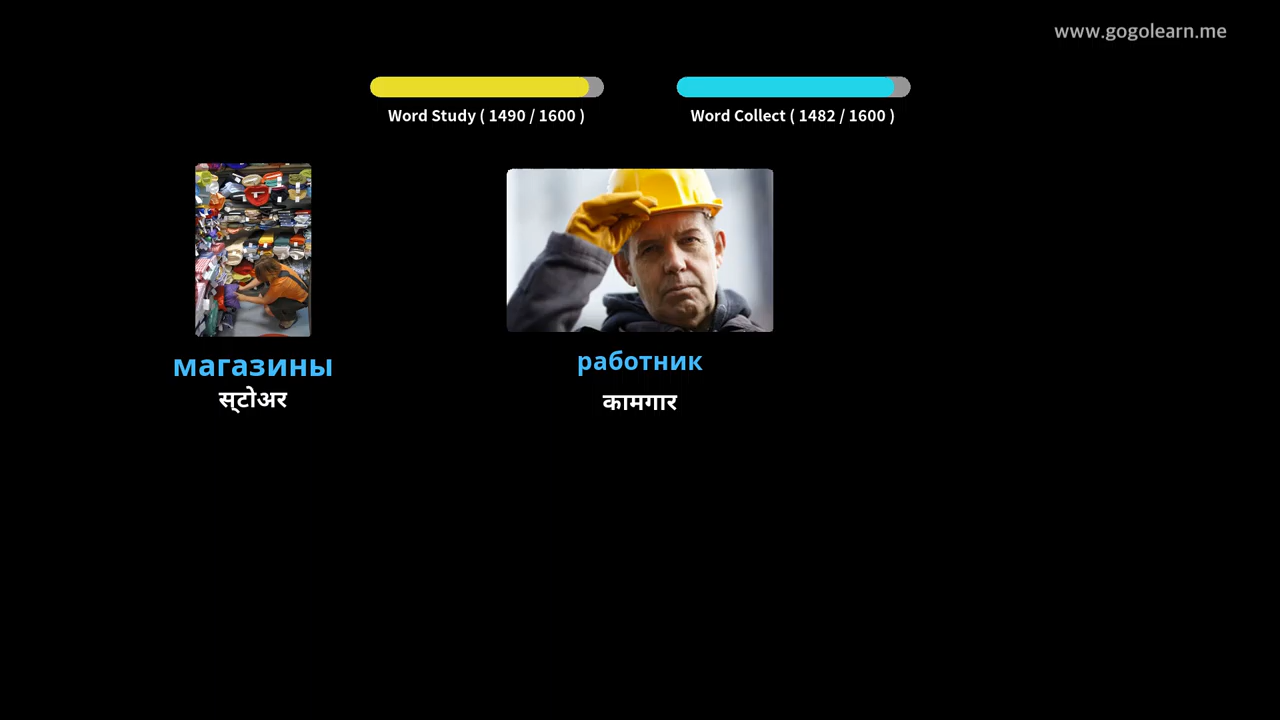 www.gogolearn.me
Word Study ( 1490 / 1600 )
Word Collect ( 1482 / 1600 )
магазины
स्टोअर
работник
कामगार